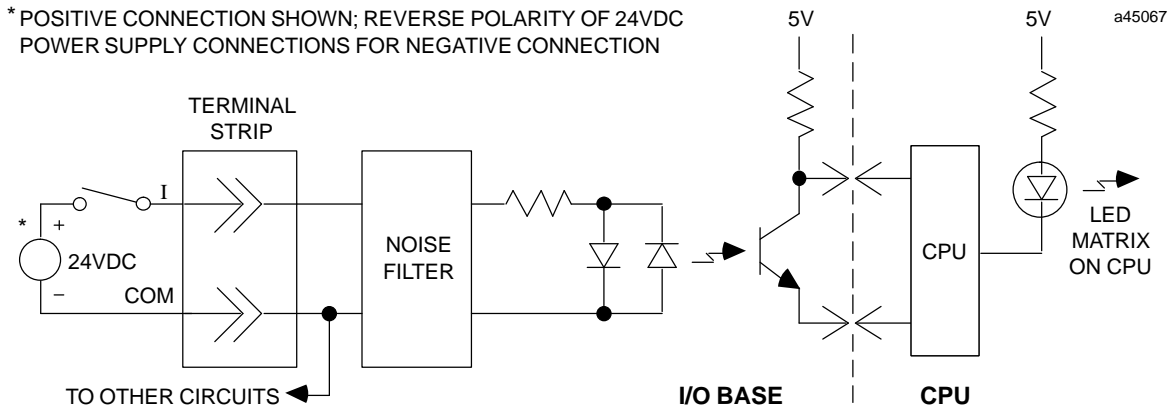 * POSITIVE CONNECTION SHOWN; REVERSE POLARITY OF 24VDC
POWER SUPPLY CONNECTIONS FOR NEGATIVE CONNECTION
5V
5V
a45067
TERMINAL
STRIP
I
*
+
24VDC
–
COM
NOISE
FILTER
CPU
LED
MATRIX
ON CPU
TO OTHER CIRCUITS
I/O BASE
CPU